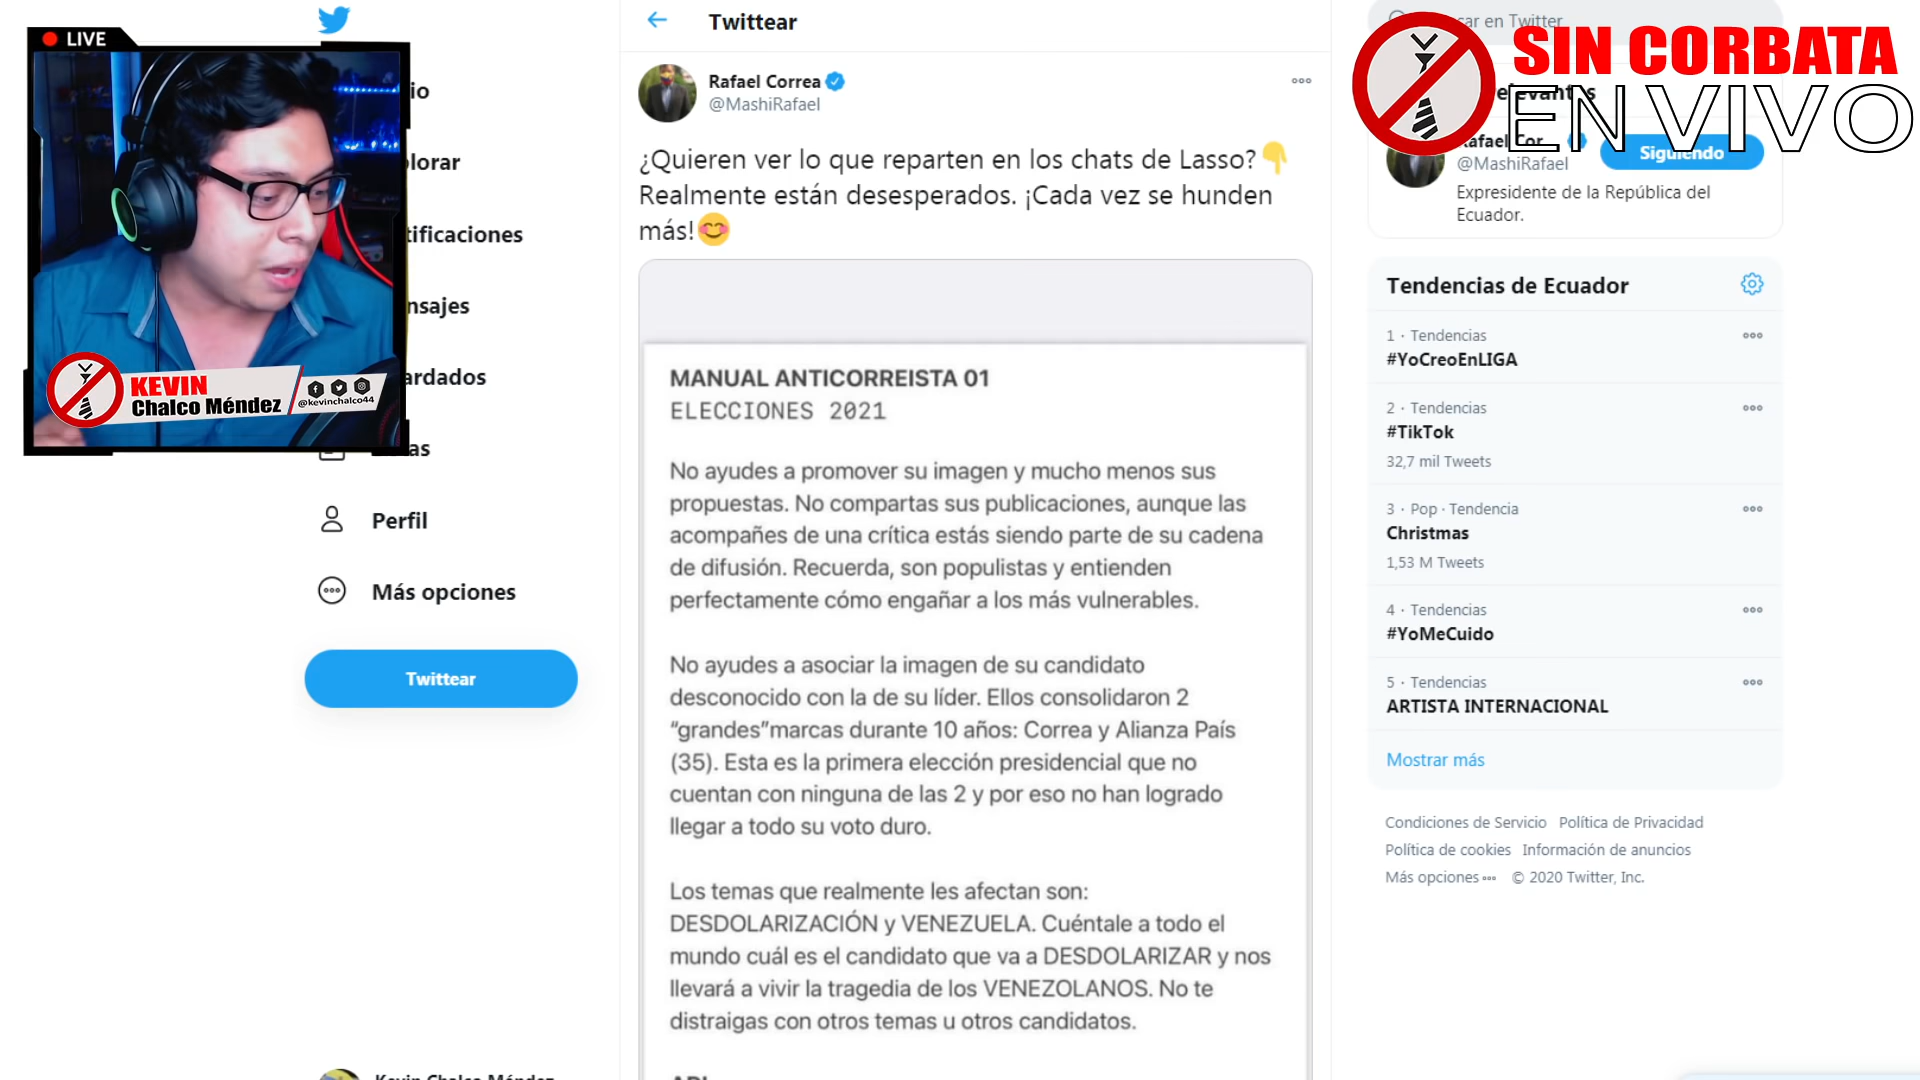 LIVE
KEVIN
Chalco Méndez
@kevinchalco44
Perfil
Más opciones
Twittear
Twittear
Rafael Correa
@MashiRafael
¿Quieren ver lo que reparten en los chats de Lasso?
Realmente están desesperados. ¡Cada vez se hunden
más!
MANUAL ANTICORREISTA 01
ELECCIONES 2021
No ayudes a promover su imagen y mucho menos sus
propuestas. No compartas sus publicaciones, aunque las
acompañes de una crítica estás siendo parte de su cadena
de difusión. Recuerda, son populistas y entienden
perfectamente cómo engañar a los más vulnerables.
No ayudes a asociar la imagen de su candidato
desconocido con la de su líder. Ellos consolidaron 2
“grandes”marcas durante 10 años: Correa y Alianza País
(35). Esta es la primera elección presidencial que no
cuentan con ninguna de las 2 y por eso no han logrado
llegar a todo su voto duro.
Los temas que realmente les afectan son:
DESDOLARIZACIÓN y VENEZUELA. Cuéntale a todo el
mundo cuál es el candidato que va a DESDOLARIZAR y nos
llevará a vivir la tragedia de los VENEZOLANOS. No te
distraigas con otros temas u otros candidatos.
SIN CORBATA
EN VIVO
en Twitter
@MashiRafael
Siguiendo
Expresidente de la República del
Ecuador.
Tendencias de Ecuador
1 · Tendencias
#YoCreoEnLIGA
2 · Tendencias
#TikTok
32,7 mil Tweets
3 · Pop · Tendencia
Christmas
1,53 M Tweets
4 · Tendencias
#YoMeCuido
5 · Tendencias
ARTISTA INTERNACIONAL
Mostrar más
Condiciones de Servicio Política de Privacidad
Política de cookies Información de anuncios
Más opciones © 2020 Twitter, Inc.
Kevin Chalco Méndez